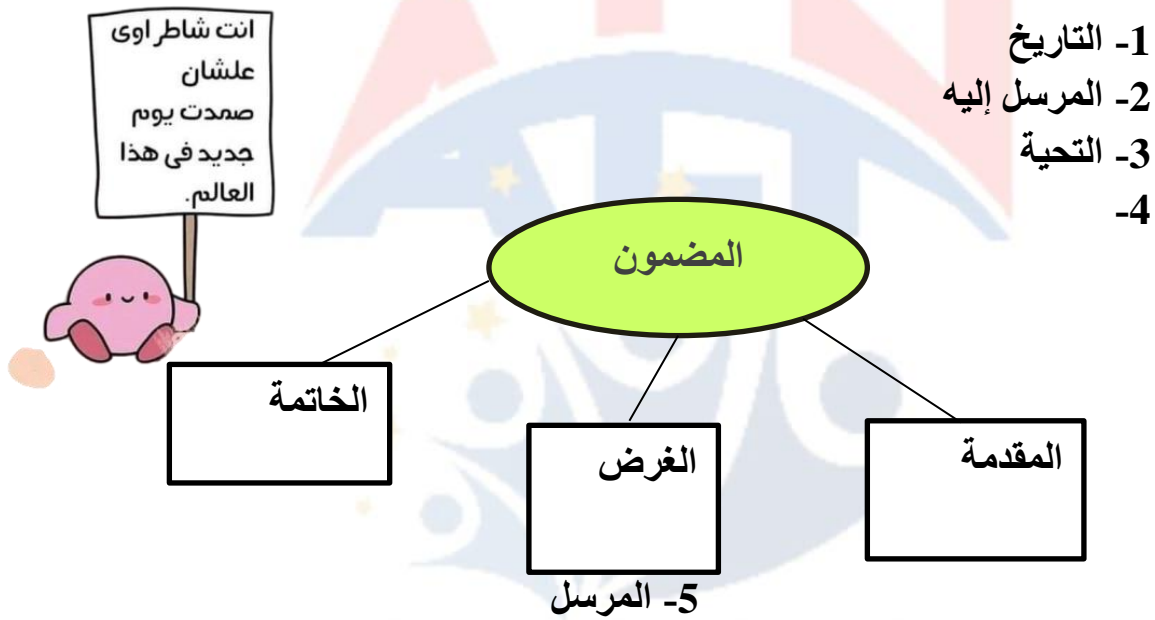 انت شاطر اوى
علشان
صمدت يوم
جديد فى هذا
العالم.
1- التاريخ
2- المرسل إليه
3- التحية
4-
المضمون
المقدمة
الغرض
الخاتمة
5- المرسل